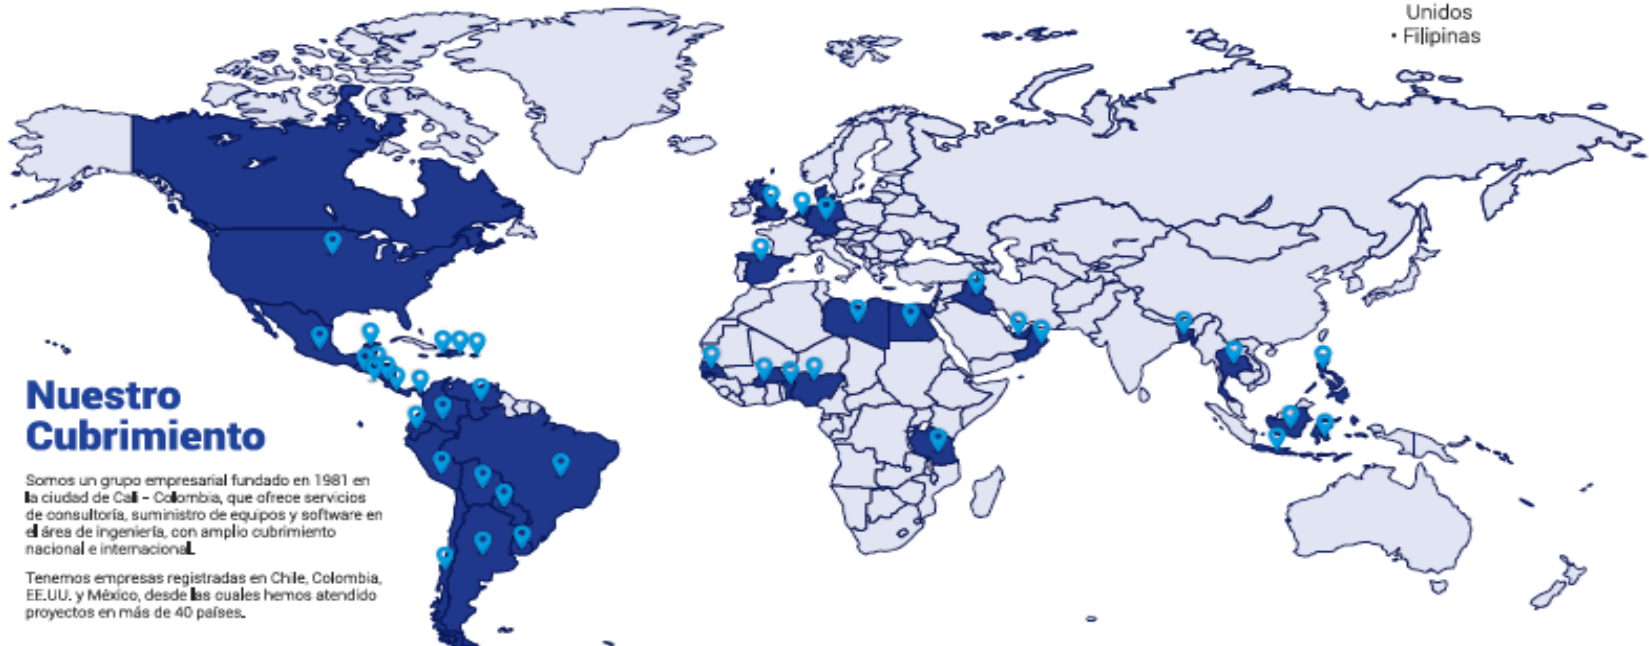 Unidos
• Filipinas
Nuestro
Cubrimiento
Somos un grupo empresarial fundado en 1981 en
la ciudad de Cali – Colombia, que ofrece servicios
de consultoría, suministro de equipos y software en
el área de ingeniería, con amplio cubrimiento
nacional e internacional.
Tenemos empresas registradas en Chile, Colombia,
EE.UU. y México, desde las cuales hemos atendido
proyectos en más de 40 países.